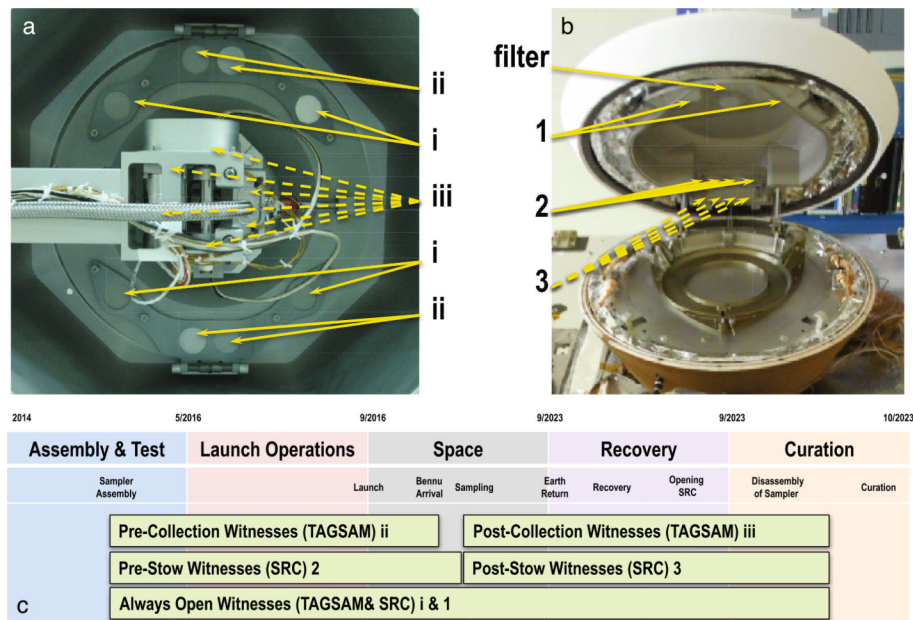 a
ii
i
iii
i
ii
b
filter
1
2
3
2014 5/2016 9/2016 9/2023 9/2023 10/2023
Assembly & Test Launch Operations Space Recovery Curation
Sampler Assembly Launch Bennu Arrival Sampling Earth Return Recovery Opening SRC Disassembly of Sampler Curation
Pre-Collection Witnesses (TAGSAM) ii Post-Collection Witnesses (TAGSAM) iii
Pre-Stow Witnesses (SRC) 2 Post-Stow Witnesses (SRC) 3
Always Open Witnesses (TAGSAM& SRC) i & 1
c